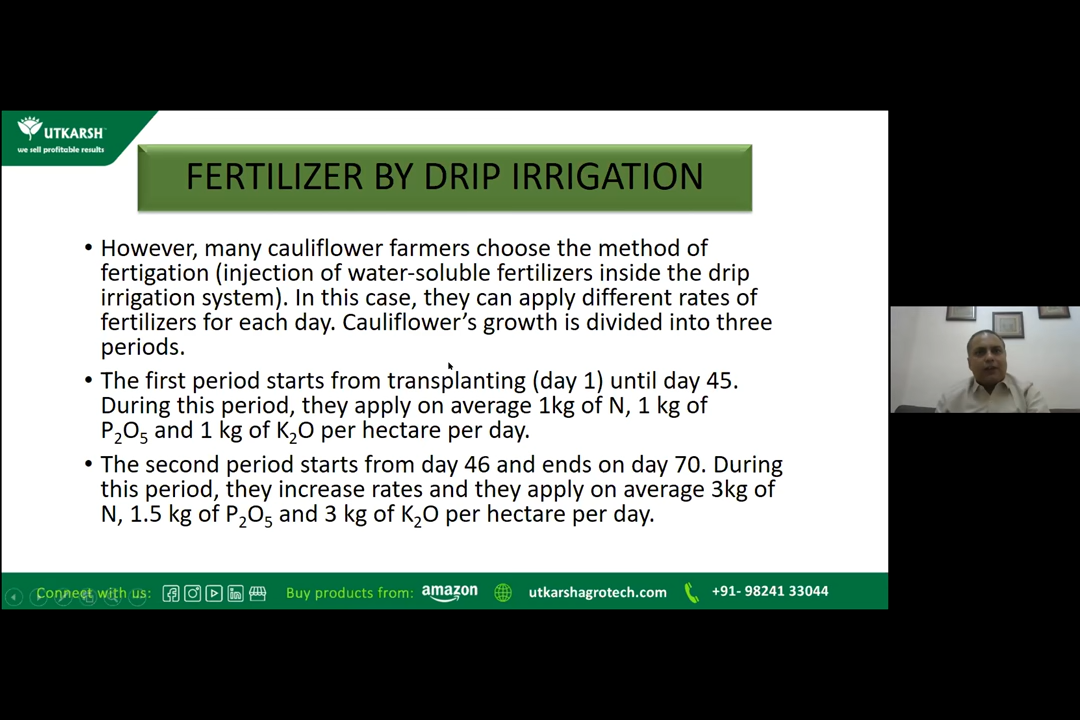 UTKARSH
we sell profitable results
FERTILIZER BY DRIP IRRIGATION
• However, many cauliflower farmers choose the method of
fertigation (injection of water-soluble fertilizers inside the drip
irrigation system). In this case, they can apply different rates of
fertilizers for each day. Cauliflower’s growth is divided into three
periods.
• The first period starts from transplanting (day 1) until day 45.
During this period, they apply on average 1kg of N, 1 kg of
P₂O₅ and 1 kg of K₂O per hectare per day.
• The second period starts from day 46 and ends on day 70. During
this period, they increase rates and they apply on average 3kg of
N, 1.5 kg of P₂O₅ and 3 kg of K₂O per hectare per day.
Connect with us: Buy products from: amazon utkarshagrotech.com +91- 98241 33044